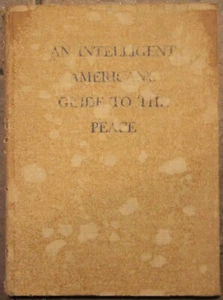 AN INTELLIGENT
AMERICAN'S
GUIDE TO THE
PEACE